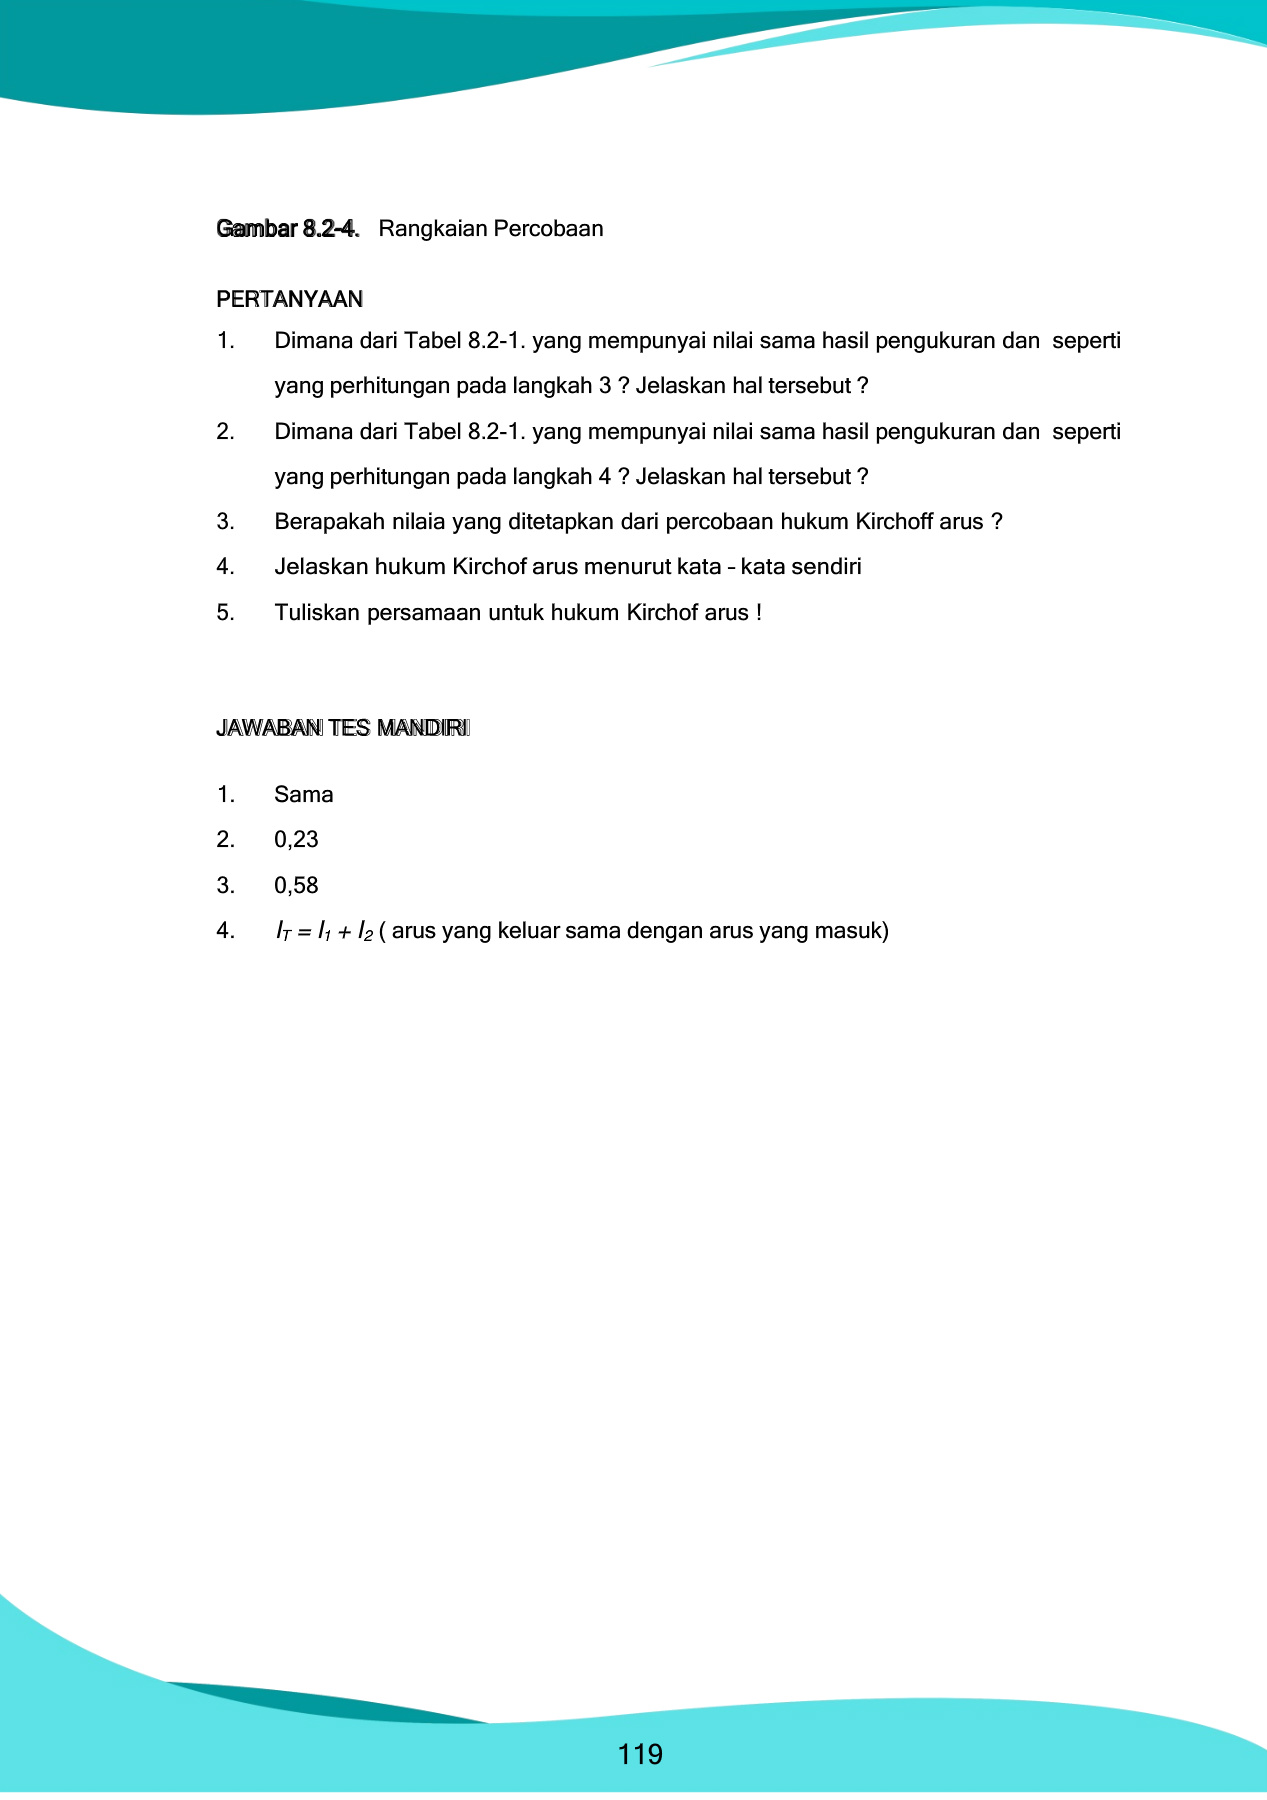 Gambar 8.2-4. Rangkaian Percobaan
PERTANYAAN
1. Dimana dari Tabel 8.2-1. yang mempunyai nilai sama hasil pengukuran dan seperti
yang perhitungan pada langkah 3 ? Jelaskan hal tersebut ?
2. Dimana dari Tabel 8.2-1. yang mempunyai nilai sama hasil pengukuran dan seperti
yang perhitungan pada langkah 4 ? Jelaskan hal tersebut ?
3. Berapakah nilaia yang ditetapkan dari percobaan hukum Kirchoff arus ?
4. Jelaskan hukum Kirchof arus menurut kata – kata sendiri
5. Tuliskan persamaan untuk hukum Kirchof arus !
JAWABAN TES MANDIRI
1. Sama
2. 0,23
3. 0,58
4. I_T = I_1 + I_2 ( arus yang keluar sama dengan arus yang masuk)
119